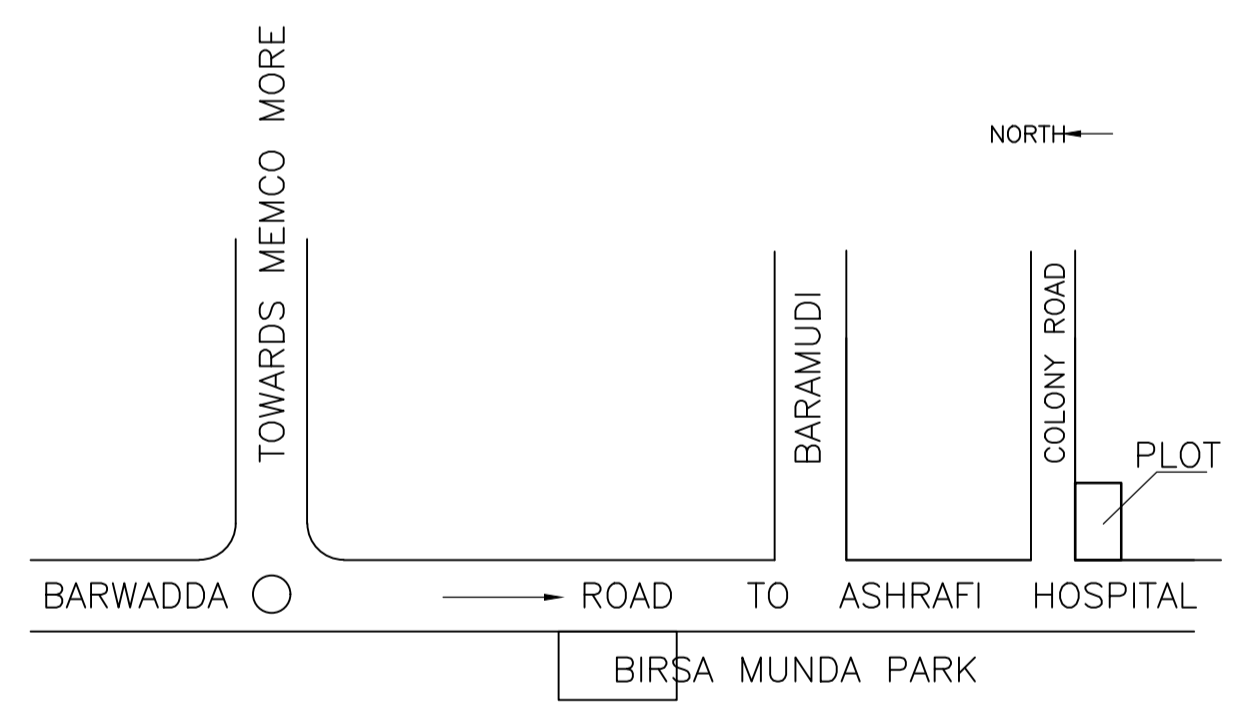 TOWARDS MEMCO MORE
NORTH
BARAMUDI
COLONY ROAD
PLOT
BARWADDA
ROAD TO ASHRAFI HOSPITAL
BIRSA MUNDA PARK